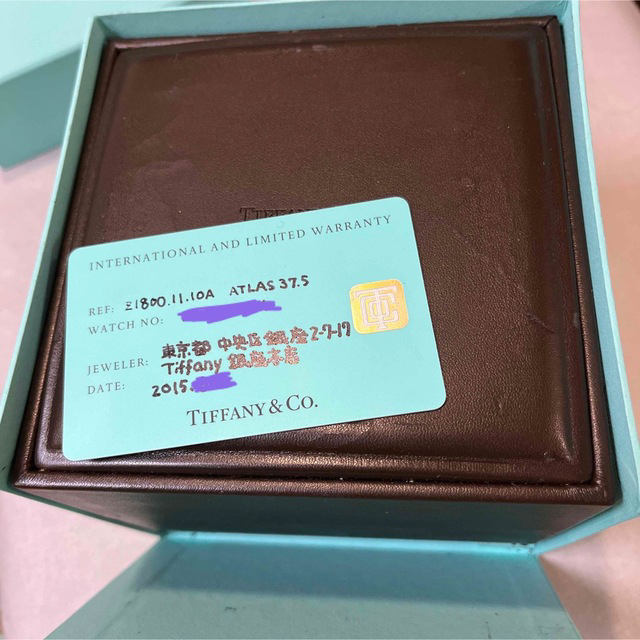 TIFFANY
INTERNATIONAL AND LIMITED WARRANTY
REF: Z1800.11.10A ATLAS 37.5
WATCH NO:
JEWELER: 東京都 中央区銀座2-7-17
Tiffany 銀座本店
DATE: 2015.
TIFFANY & CO.